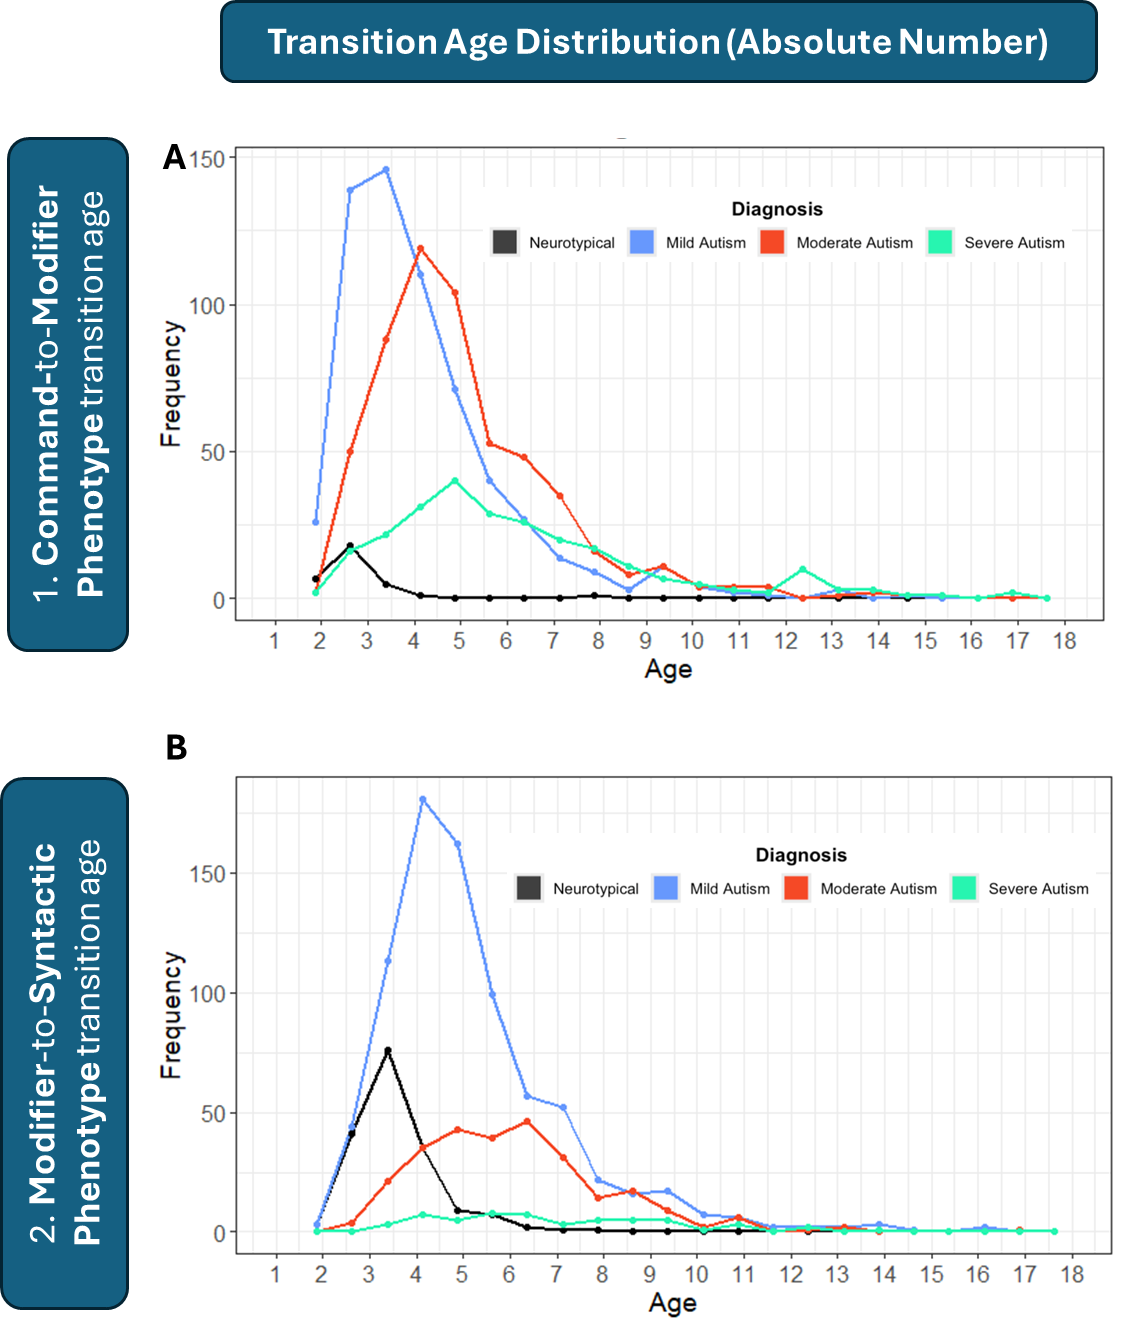 Transition Age Distribution (Absolute Number)
1. Command-to-Modifier
Phenotype transition age
A
150
100
50
0
Frequency
Diagnosis
Neurotypical Mild Autism Moderate Autism Severe Autism
1 2 3 4 5 6 7 8 9 10 11 12 13 14 15 16 17 18
Age
B
2. Modifier-to-Syntactic
Phenotype transition age
150
100
50
0
Frequency
Diagnosis
Neurotypical Mild Autism Moderate Autism Severe Autism
1 2 3 4 5 6 7 8 9 10 11 12 13 14 15 16 17 18
Age